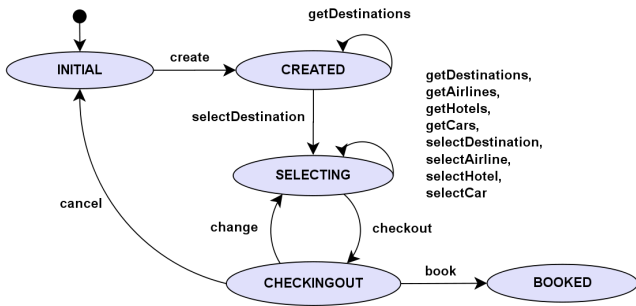 getDestinations
create
INITIAL
CREATED
getDestinations,
getAirlines,
getHotels,
getCars,
selectDestination,
selectAirline,
selectHotel,
selectCar
selectDestination
SELECTING
cancel
change
checkout
book
CHECKINGOUT
BOOKED